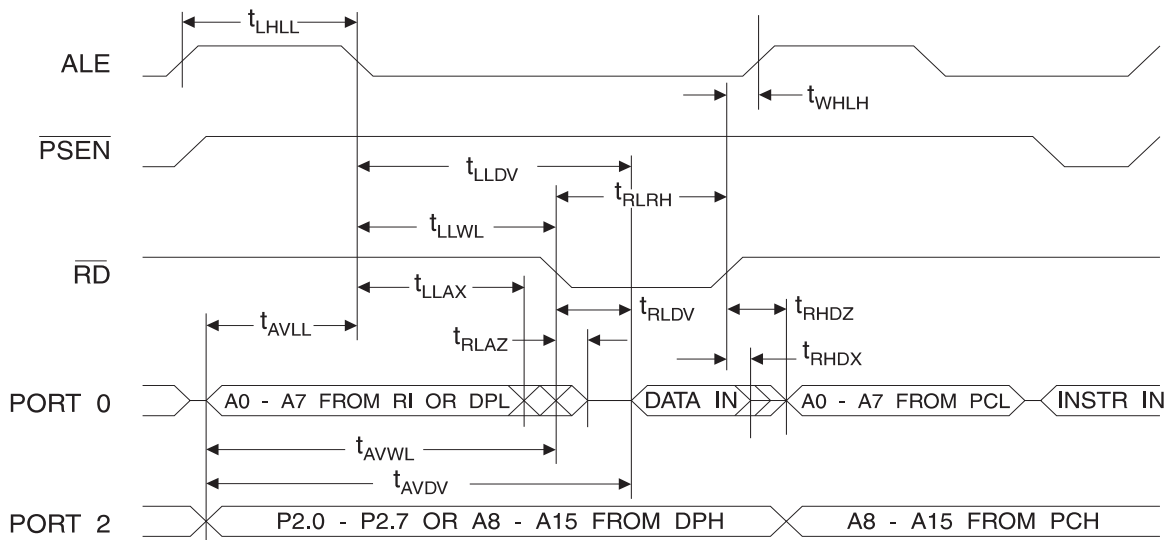 tLHLL
ALE
tWHLH
PSEN
tLLDV
tRLRH
tLLWL
RD
tLLAX
tRLDV
tRHDZ
tAVLL
tRLAZ
tRHDX
PORT 0
A0 - A7 FROM RI OR DPL
DATA IN
A0 - A7 FROM PCL
INSTR IN
tAVWL
tAVDV
PORT 2
P2.0 - P2.7 OR A8 - A15 FROM DPH
A8 - A15 FROM PCH